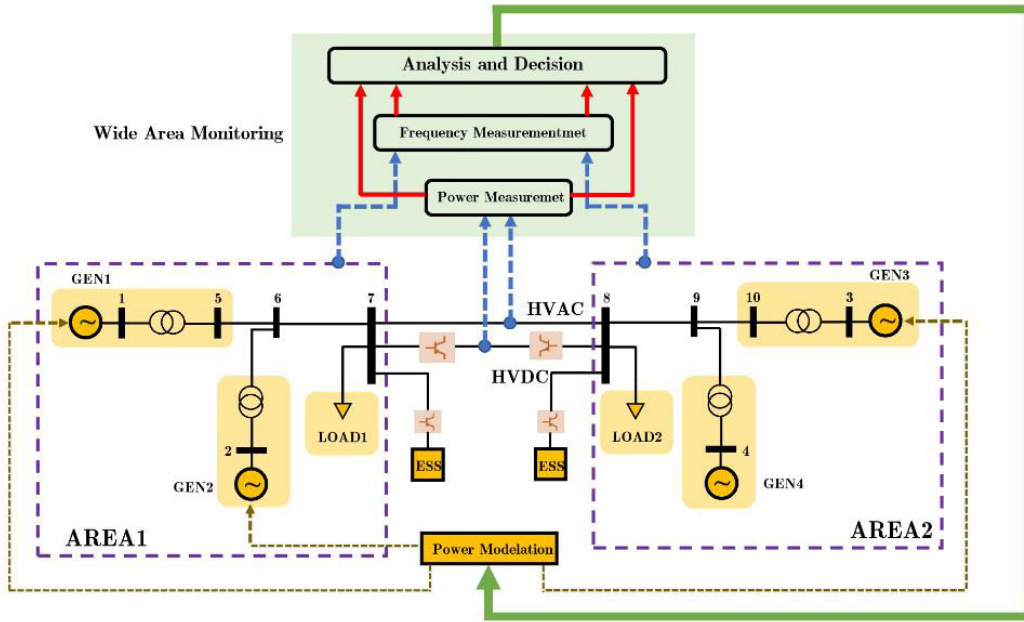 Analysis and Decision
Wide Area Monitoring
Frequency Measurementmet
Power Measuremet
GEN1
GEN3
1
5
6
7
HVAC
8
9
10
3
HVDC
2
LOAD1
LOAD2
4
ESS
ESS
GEN2
GEN4
AREA1
AREA2
Power Modelation